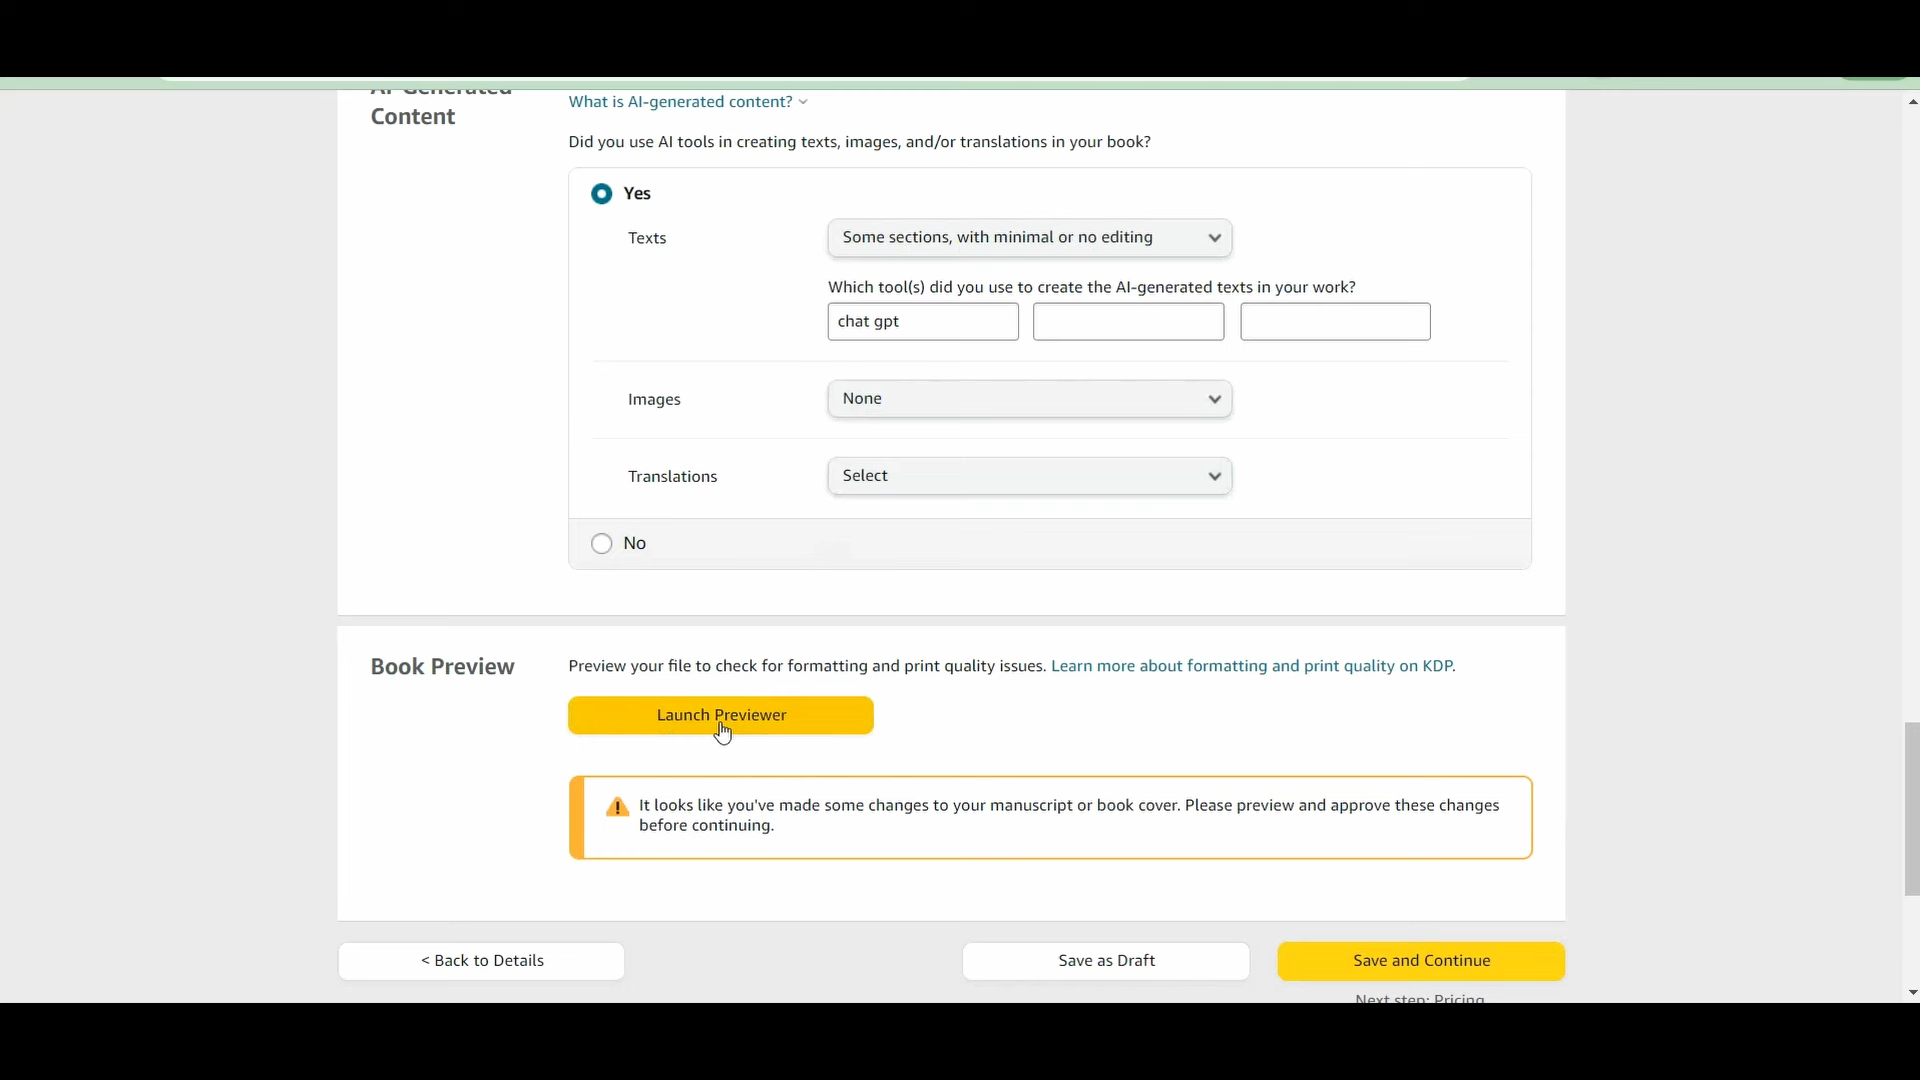 AI-Generated
Content
What is AI-generated content?
Did you use AI tools in creating texts, images, and/or translations in your book?
Yes
Texts
Some sections, with minimal or no editing
Which tool(s) did you use to create the AI-generated texts in your work?
chat gpt
Images
None
Translations
Select
No
Book Preview
Preview your file to check for formatting and print quality issues. Learn more about formatting and print quality on KDP.
Launch Previewer
It looks like you've made some changes to your manuscript or book cover. Please preview and approve these changes
before continuing.
< Back to Details
Save as Draft
Save and Continue
Next step: Pricing